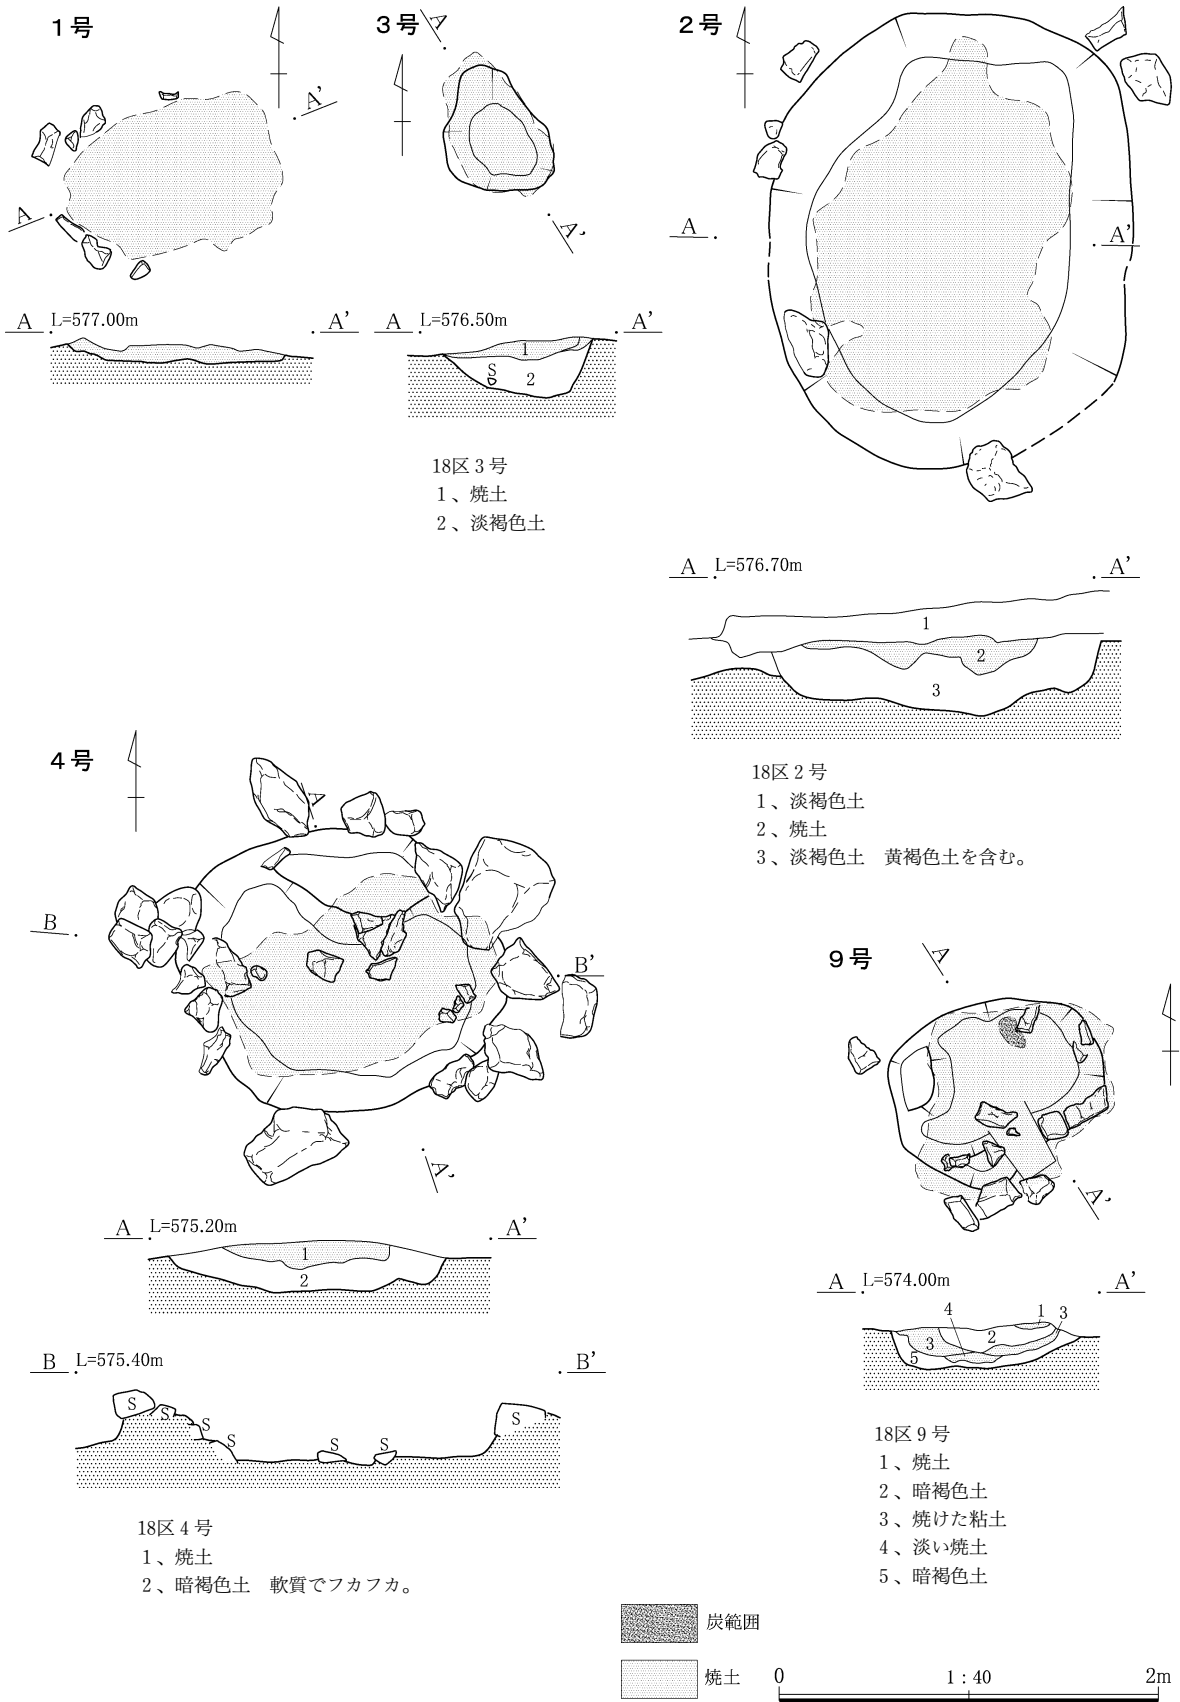 1号
A
A'
A L=577.00m A'
3号
A
A'
A L=576.50m A'
1
S
2
18区3号
1、焼土
2、淡褐色土
2号
A
A'
A L=576.70m A'
1
2
3
18区2号
1、淡褐色土
2、焼土
3、淡褐色土　黄褐色土を含む。
4号
A
B
B'
A'
A L=575.20m A'
1
2
B L=575.40m B'
S
S
S
S
S
S
S
18区4号
1、焼土
2、暗褐色土　軟質でフカフカ。
9号
A
A'
A L=574.00m A'
4 1 3
3 2
5
18区9号
1、焼土
2、暗褐色土
3、焼けた粘土
4、淡い焼土
5、暗褐色土
炭範囲
焼土
0 1：40 2m